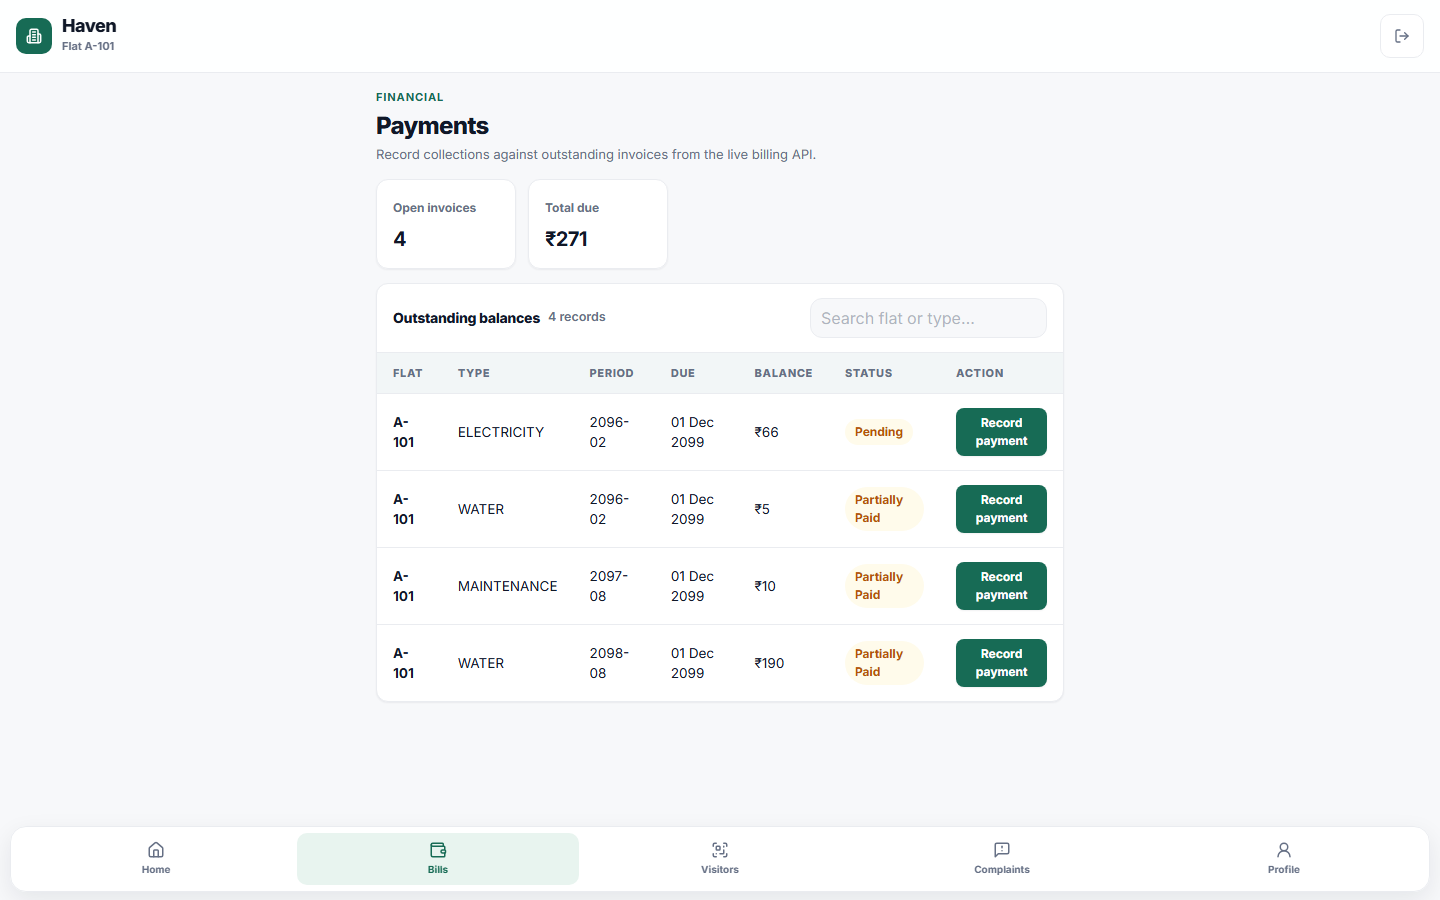 Haven
Flat A-101
FINANCIAL
Payments
Record collections against outstanding invoices from the live billing API.
Open invoices
4
Total due
₹271
Outstanding balances 4 records
Search flat or type...
FLAT TYPE PERIOD DUE BALANCE STATUS ACTION
A-101 ELECTRICITY 2096-02 01 Dec 2099 ₹66 Pending Record payment
A-101 WATER 2096-02 01 Dec 2099 ₹5 Partially Paid Record payment
A-101 MAINTENANCE 2097-08 01 Dec 2099 ₹10 Partially Paid Record payment
A-101 WATER 2098-08 01 Dec 2099 ₹190 Partially Paid Record payment
Home Bills Visitors Complaints Profile